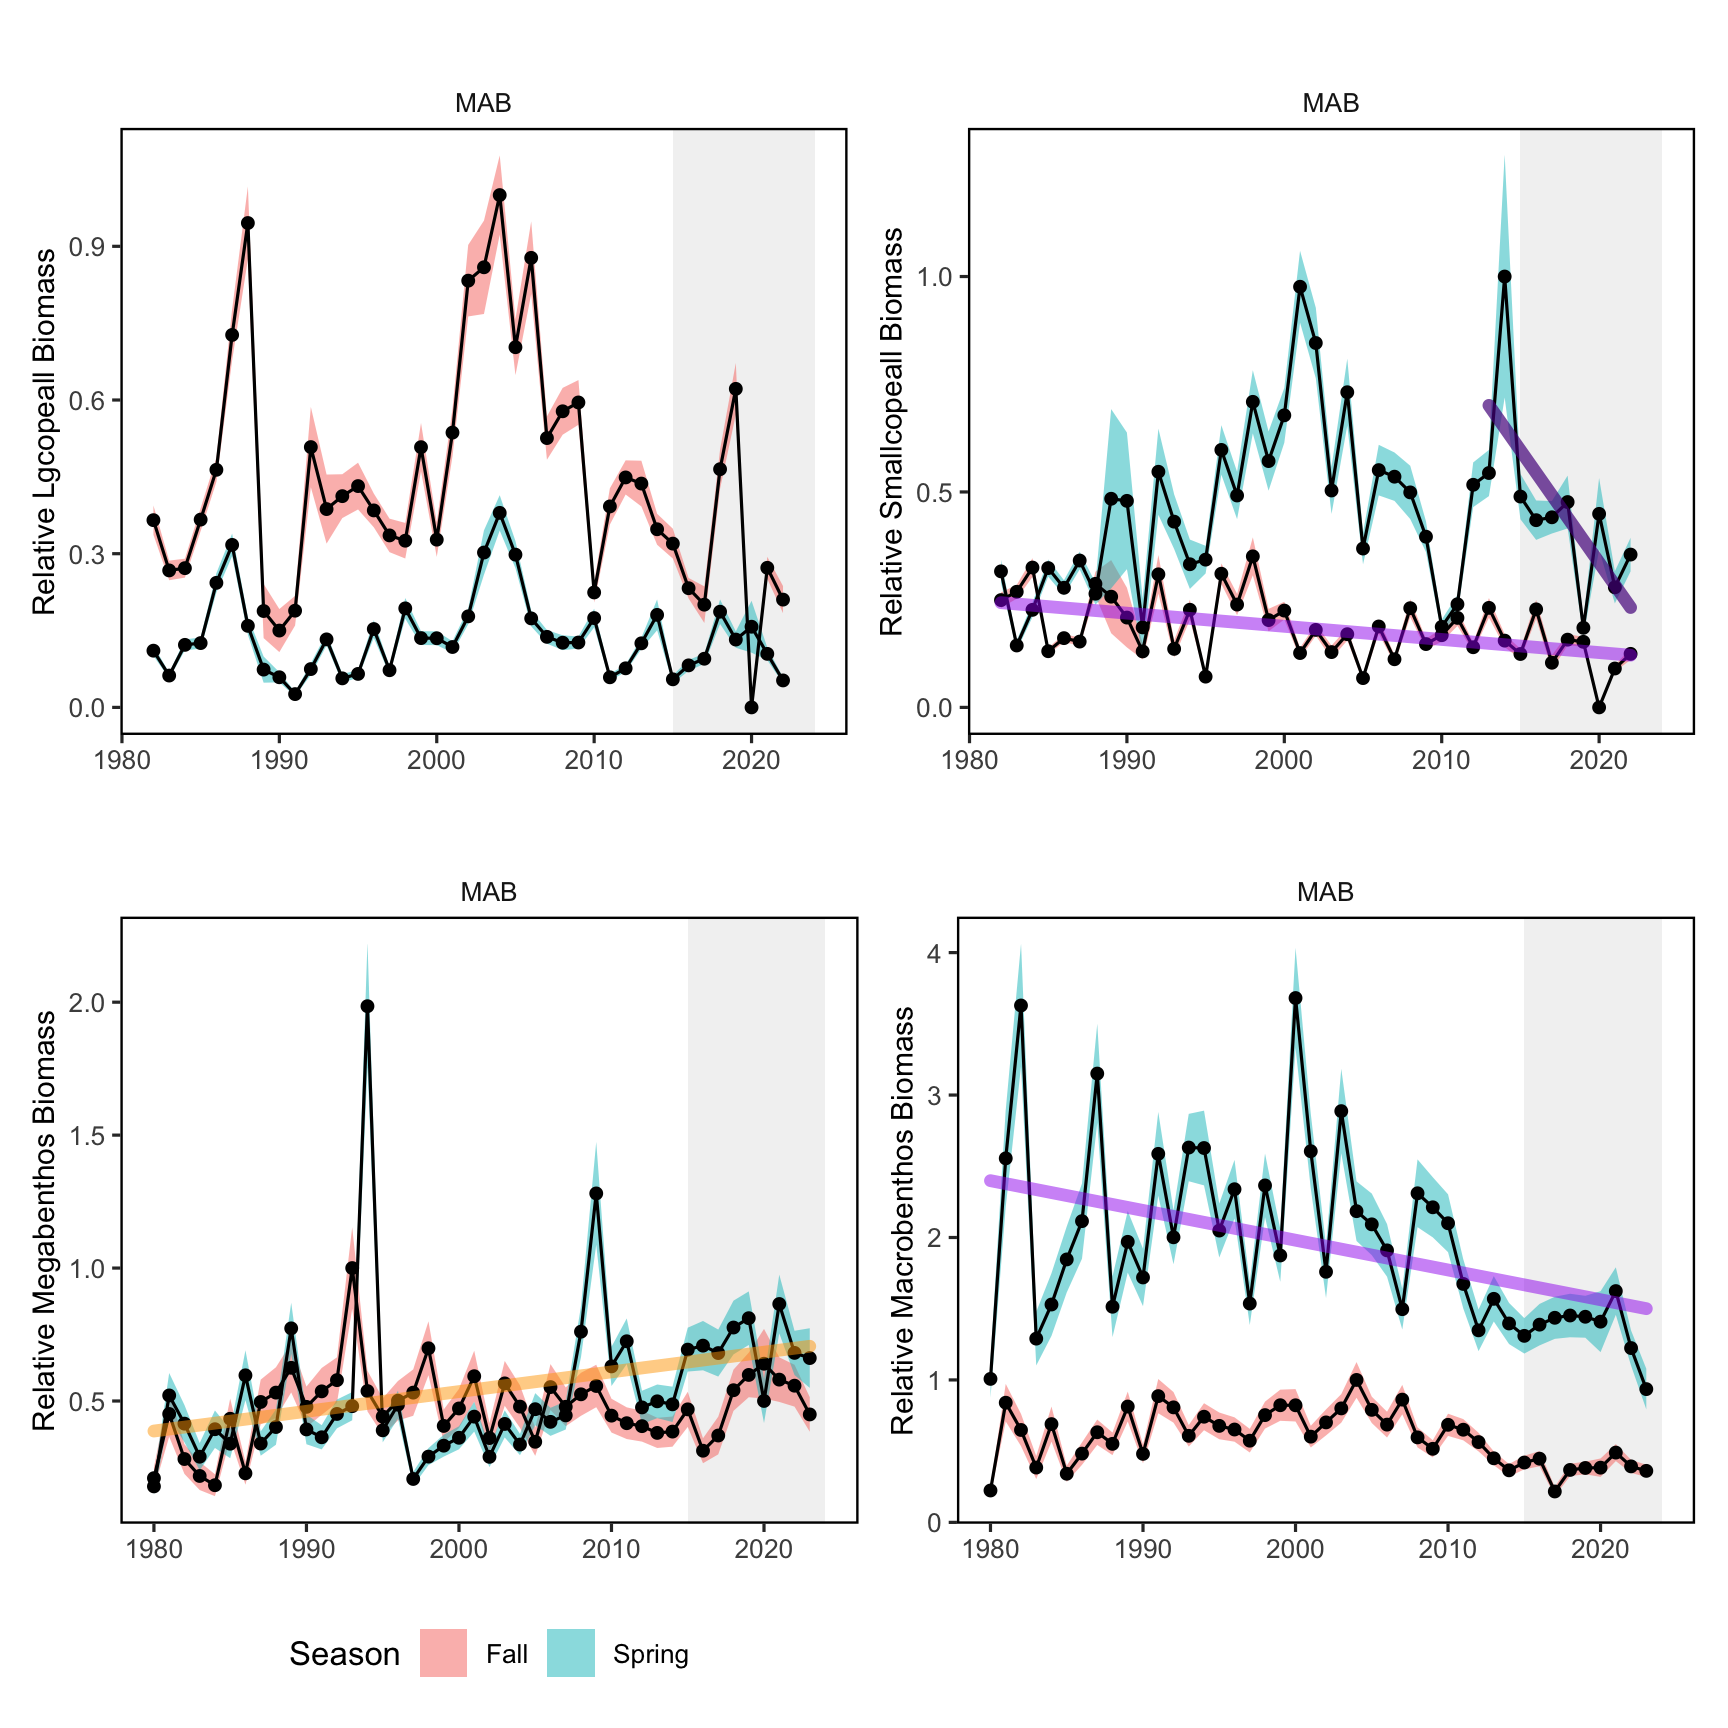 MAB
Relative Lgcopeall Biomass
0.9
0.6
0.3
0.0
1980 1990 2000 2010 2020
MAB
Relative Smallcopeall Biomass
1.0
0.5
0.0
1980 1990 2000 2010 2020
MAB
Relative Megabenthos Biomass
2.0
1.5
1.0
0.5
1980 1990 2000 2010 2020
MAB
Relative Macrobenthos Biomass
4
3
2
1
0
1980 1990 2000 2010 2020
Season Fall Spring